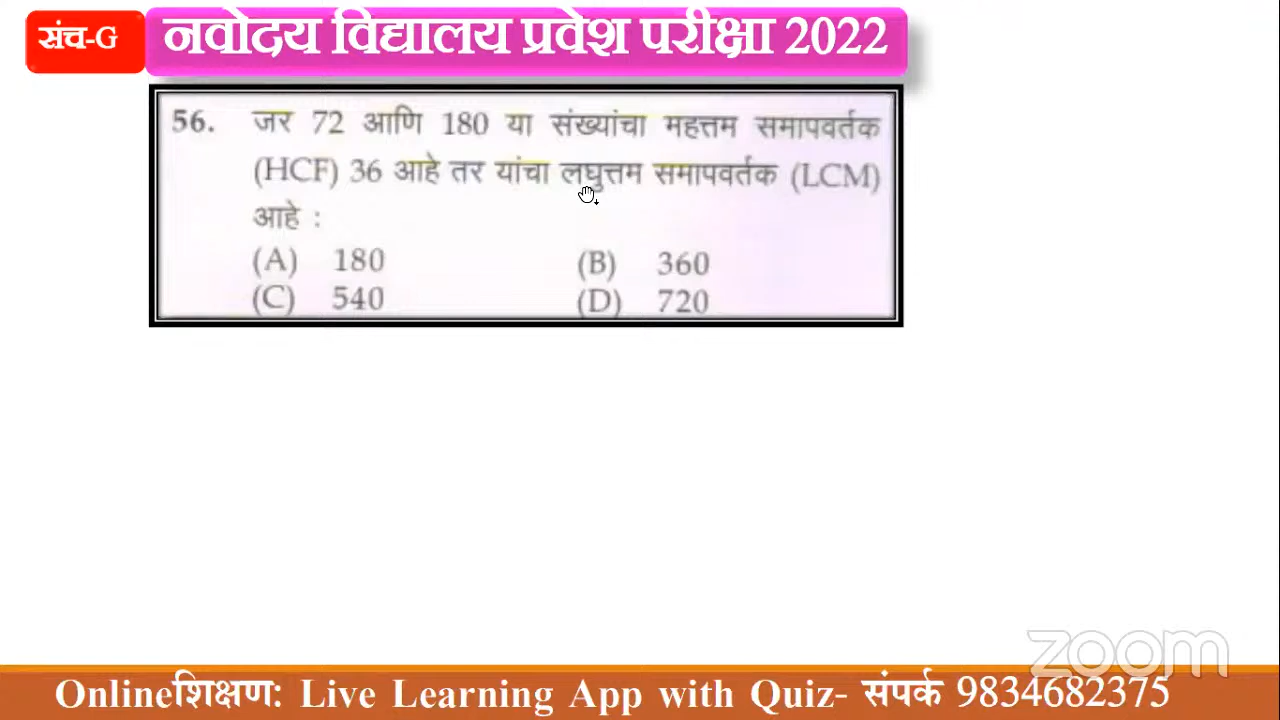 संच-G
नवोदय विद्यालय प्रवेश परीक्षा 2022
56. जर 72 आणि 180 या संख्यांचा महत्तम समापवर्तक
(HCF) 36 आहे तर यांचा लघुत्तम समापवर्तक (LCM)
आहे :
(A) 180 (B) 360
(C) 540 (D) 720
zoom
Onlineशिक्षण: Live Learning App with Quiz- संपर्क 9834682375